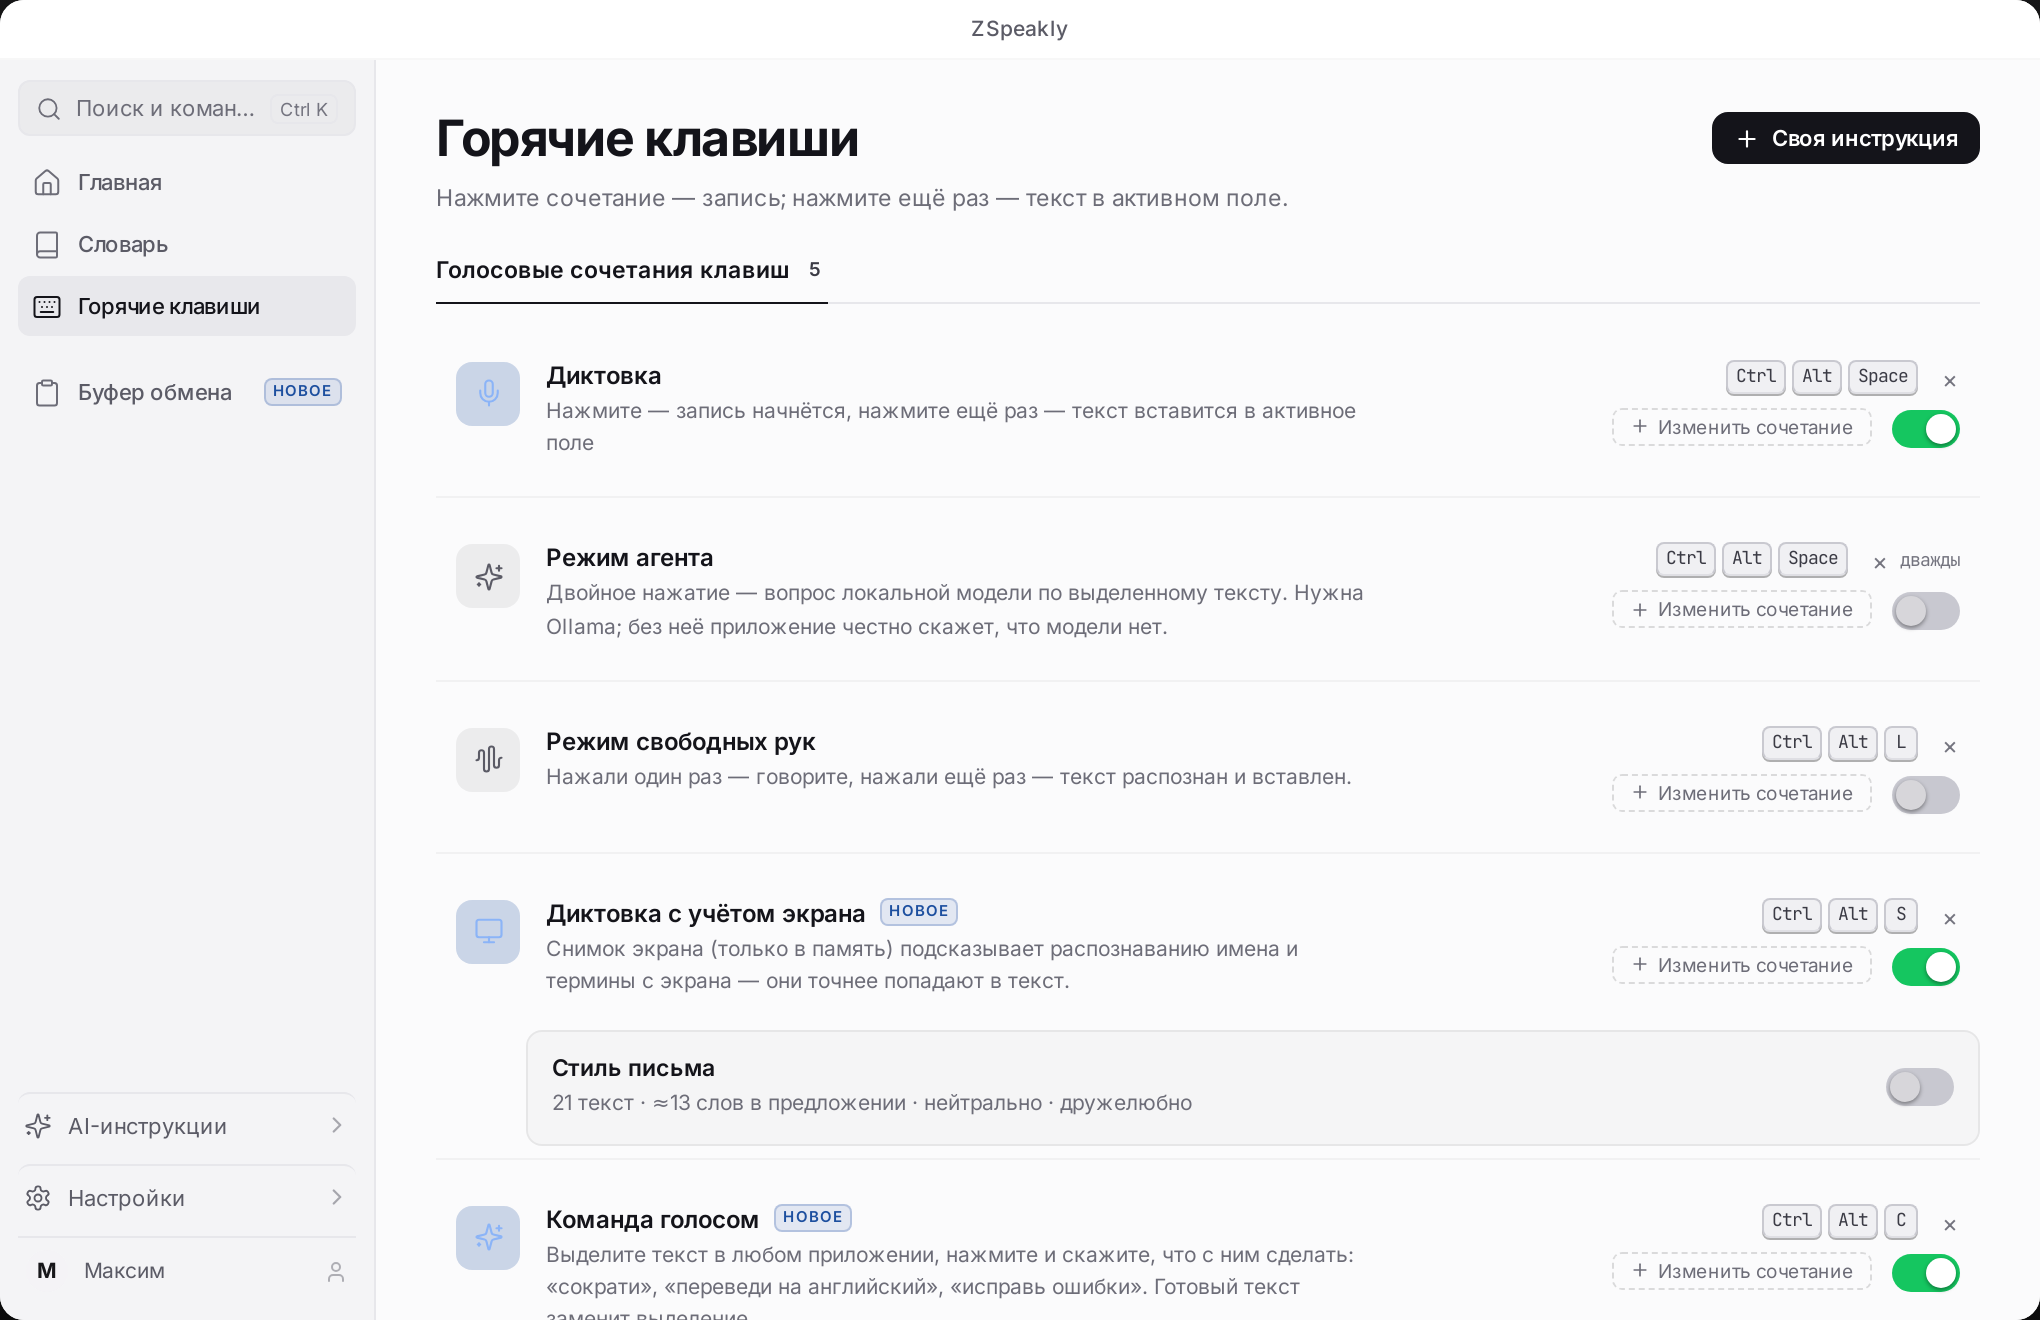 ZSpeakly
Поиск и коман... Ctrl K
Главная
Словарь
Горячие клавиши
Буфер обмена НОВОЕ
AI-инструкции
Настройки
М Максим
Горячие клавиши
+ Своя инструкция
Нажмите сочетание — запись; нажмите ещё раз — текст в активном поле.
Голосовые сочетания клавиш 5
Диктовка
Нажмите — запись начнётся, нажмите ещё раз — текст вставится в активное
поле
Ctrl Alt Space ×
+ Изменить сочетание
Режим агента
Двойное нажатие — вопрос локальной модели по выделенному тексту. Нужна
Ollama; без неё приложение честно скажет, что модели нет.
Ctrl Alt Space × дважды
+ Изменить сочетание
Режим свободных рук
Нажали один раз — говорите, нажали ещё раз — текст распознан и вставлен.
Ctrl Alt L ×
+ Изменить сочетание
Диктовка с учётом экрана НОВОЕ
Снимок экрана (только в память) подсказывает распознаванию имена и
термины с экрана — они точнее попадают в текст.
Ctrl Alt S ×
+ Изменить сочетание
Стиль письма
21 текст · ≈13 слов в предложении · нейтрально · дружелюбно
Команда голосом НОВОЕ
Выделите текст в любом приложении, нажмите и скажите, что с ним сделать:
«сократи», «переведи на английский», «исправь ошибки». Готовый текст
заменит выделение.
Ctrl Alt C ×
+ Изменить сочетание